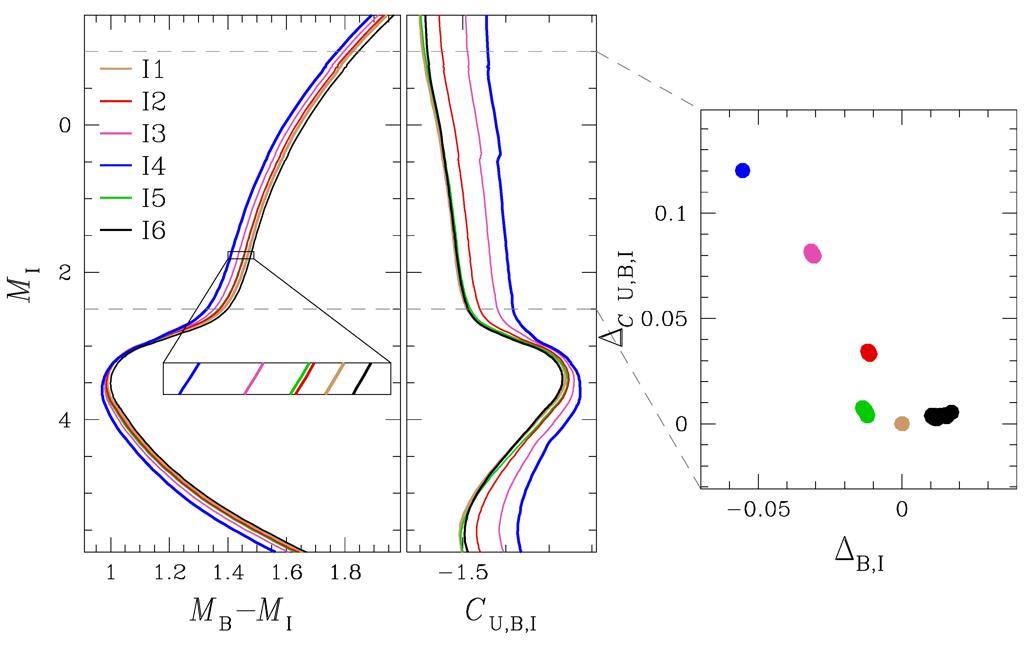 I1
I2
I3
I4
I5
I6
0
2
4
M_I
1
1.2
1.4
1.6
1.8
M_B−M_I
−1.5
C_U,B,I
0.1
0.05
0
Δ_C U,B,I
−0.05
0
Δ_B,I